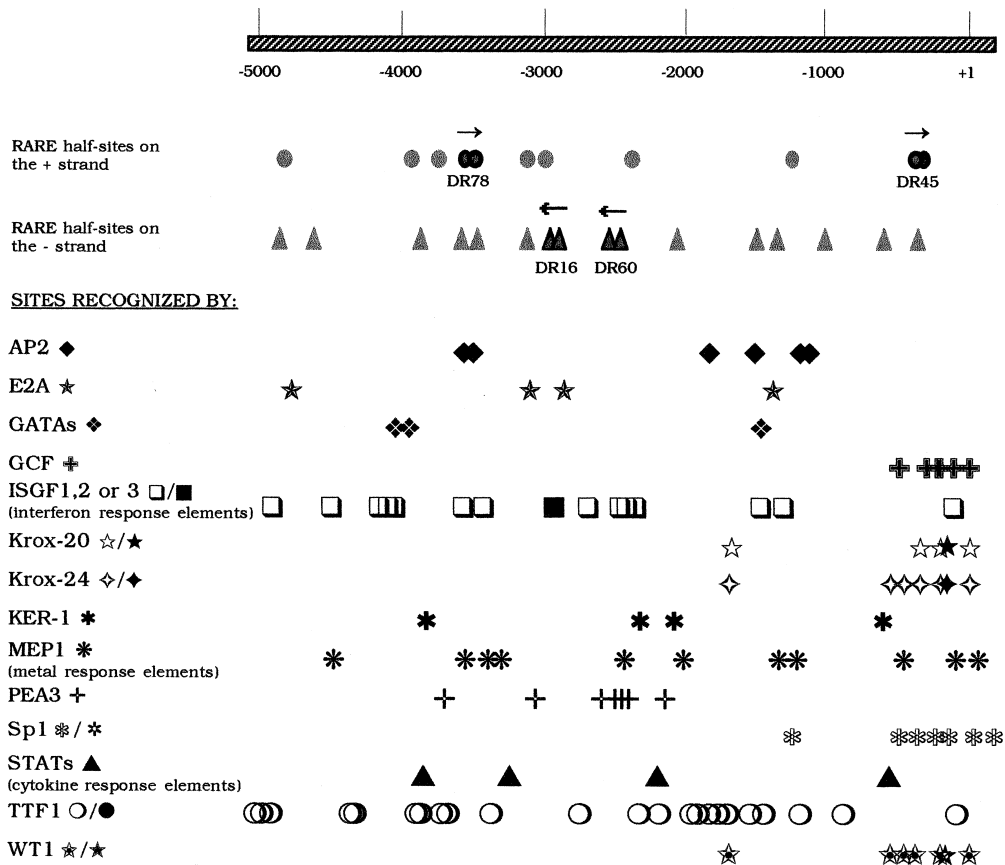 -5000 -4000 -3000 -2000 -1000 +1
RARE half-sites on
the + strand
DR78 DR45
RARE half-sites on
the - strand
DR16 DR60
SITES RECOGNIZED BY:
AP2
E2A
GATAs
GCF
ISGF1,2 or 3 /
(interferon response elements)
Krox-20 /
Krox-24 /
KER-1
MEP1
(metal response elements)
PEA3
Sp1 /
STATs
(cytokine response elements)
TTF1 /
WT1 /